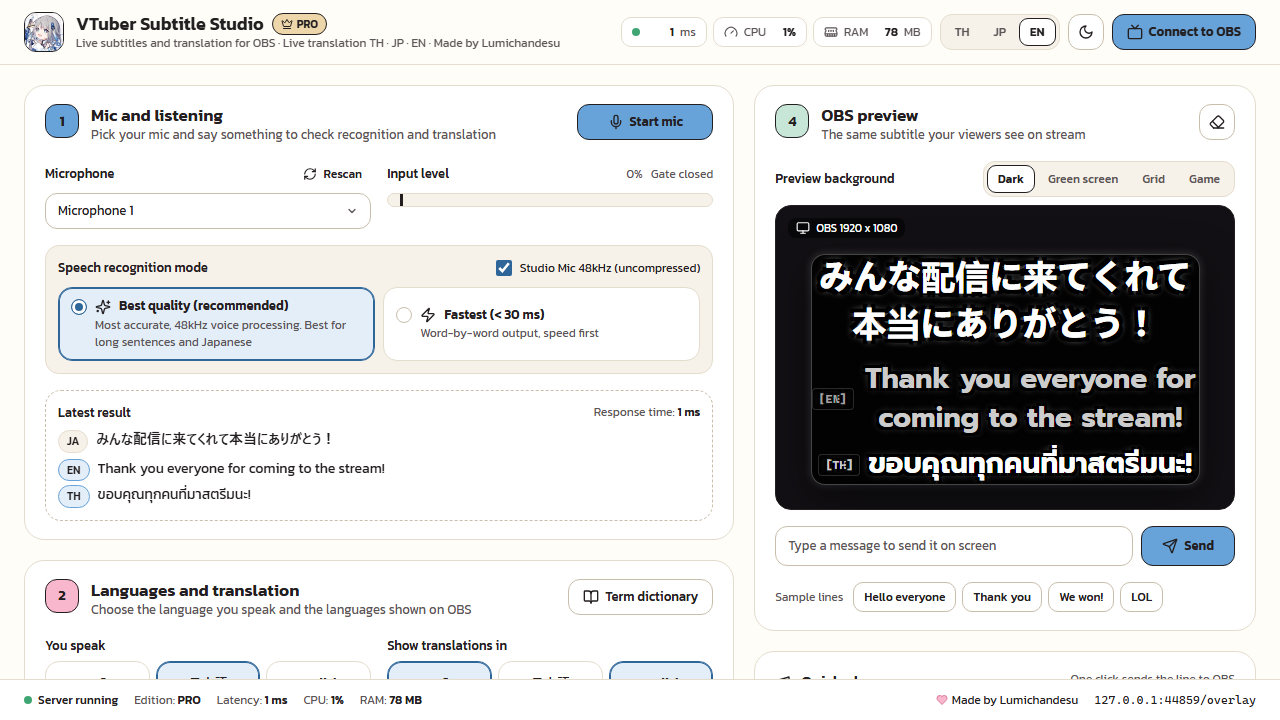 VTuber Subtitle Studio PRO
Live subtitles and translation for OBS · Live translation TH · JP · EN · Made by Lumichandesu
1 ms
CPU 1%
RAM 78 MB
TH JP EN
Connect to OBS
1
Mic and listening
Pick your mic and say something to check recognition and translation
Start mic
Microphone
Rescan
Microphone 1
Input level
0% Gate closed
Speech recognition mode
Studio Mic 48kHz (uncompressed)
Best quality (recommended)
Most accurate, 48kHz voice processing. Best for
long sentences and Japanese
Fastest (< 30 ms)
Word-by-word output, speed first
Latest result
Response time: 1 ms
JA みんな配信に来てくれて本当にありがとう！
EN Thank you everyone for coming to the stream!
TH ขอบคุณทุกคนที่มาสตรีมนะ!
2
Languages and translation
Choose the language you speak and the languages shown on OBS
Term dictionary
You speak
Show translations in
4
OBS preview
The same subtitle your viewers see on stream
Preview background
Dark Green screen Grid Game
OBS 1920 x 1080
みんな配信に来てくれて
本当にありがとう！
[EN] Thank you everyone for
coming to the stream!
[TH] ขอบคุณทุกคนที่มาสตรีมนะ!
Type a message to send it on screen
Send
Sample lines
Hello everyone
Thank you
We won!
LOL
Server running
Edition: PRO
Latency: 1 ms
CPU: 1%
RAM: 78 MB
Made by Lumichandesu
127.0.0.1:44859/overlay